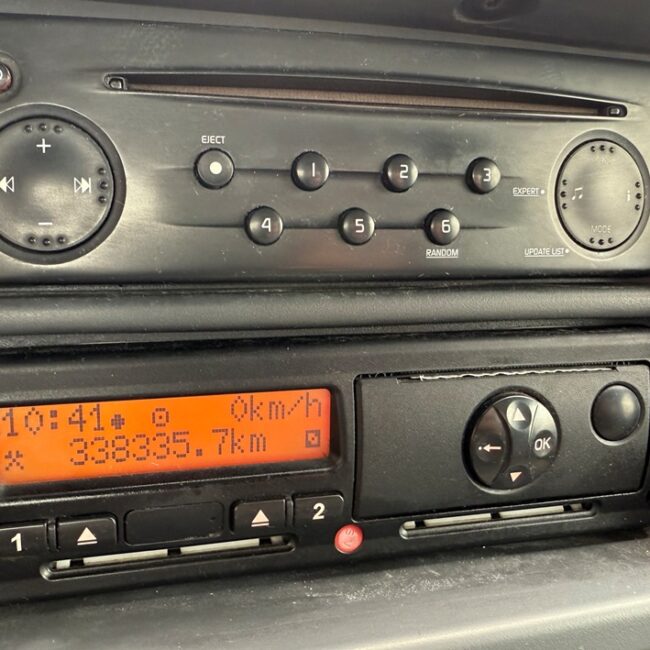 EJECT
1 2 3
EXPERT
4 5 6
RANDOM
MODE
UPDATE LIST
10:41 0km/h
338335.7km
OK
1 2